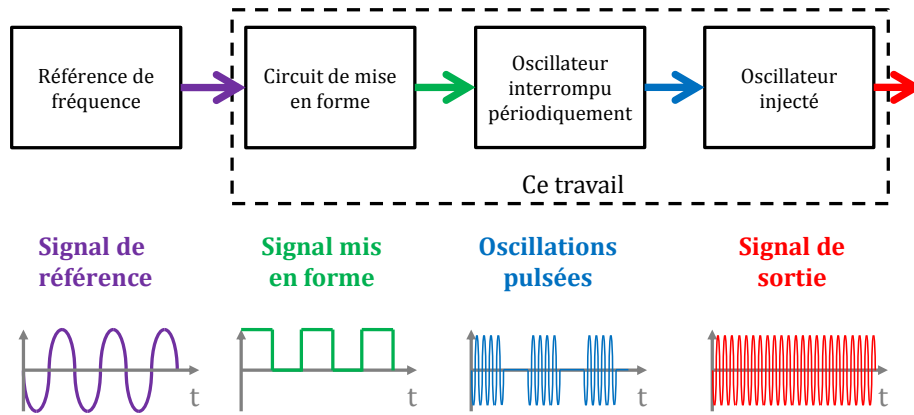 Référence de
fréquence
Circuit de mise
en forme
Oscillateur
interrompu
périodiquement
Oscillateur
injecté
Ce travail
Signal de
référence
Signal mis
en forme
Oscillations
pulsées
Signal de
sortie
t
t
t
t